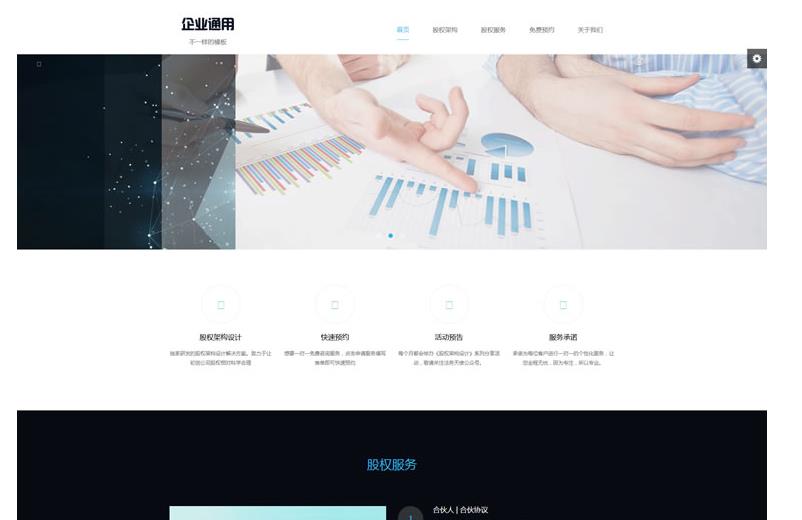 企业通用
不一样的模板
首页
股权架构
股权服务
免费预约
关于我们
股权架构设计
快速预约
活动预告
服务承诺
独家研发的股权架构设计解决方案。致力于让
初创公司股权相对科学合理
想要一对一免费咨询服务，点击申请服务填写
表单即可快速预约
每个月都会举办《股权架构设计》系列分享活
动，敬请关注法务天使公众号。
承诺为每位客户进行一对一的个性化服务，让
您全程无忧，因为专注，所以专业。
股权服务
1
合伙人 | 合伙协议